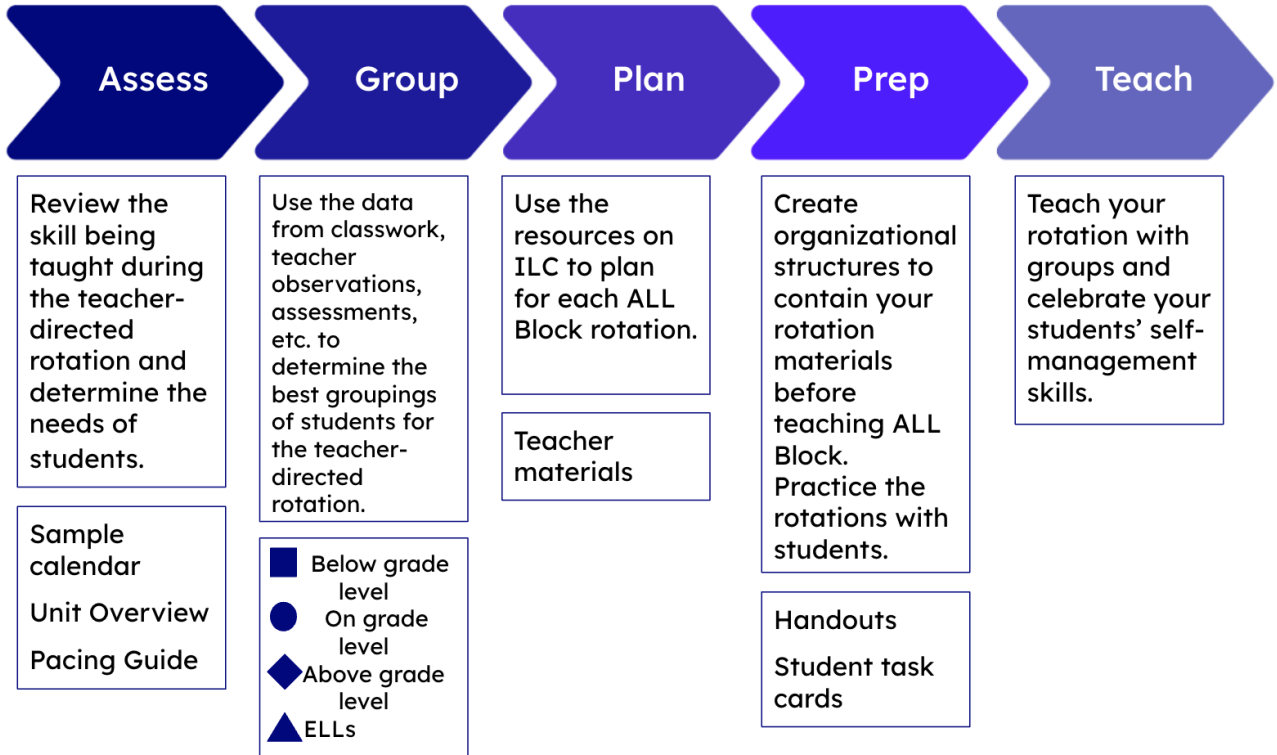 Assess
Group
Plan
Prep
Teach
Review the
skill being
taught during
the teacher-
directed
rotation and
determine the
needs of
students.
Sample
calendar
Unit Overview
Pacing Guide
Use the data
from classwork,
teacher
observations,
assessments,
etc. to
determine the
best groupings
of students for
the teacher-
directed
rotation.
Below grade
level
On grade
level
Above grade
level
ELLs
Use the
resources on
ILC to plan
for each ALL
Block rotation.
Teacher
materials
Create
organizational
structures to
contain your
rotation
materials
before
teaching ALL
Block.
Practice the
rotations with
students.
Handouts
Student task
cards
Teach your
rotation with
groups and
celebrate your
students’ self-
management
skills.